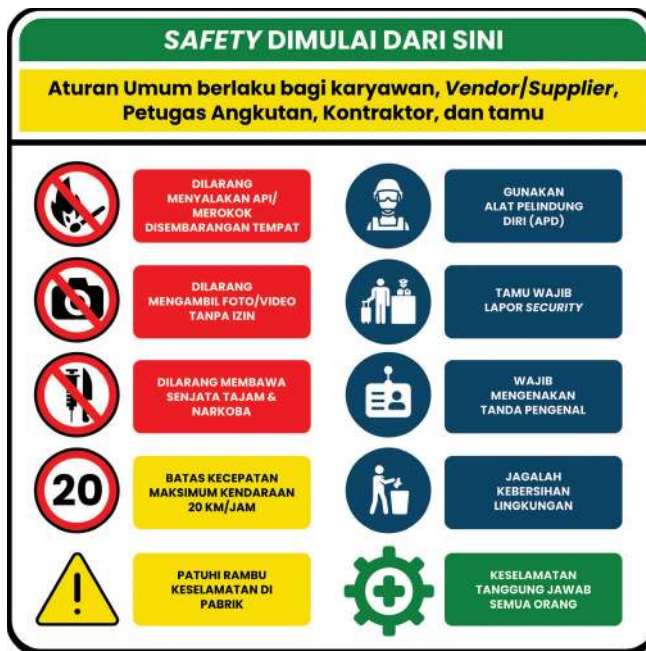 SAFETY DIMULAI DARI SINI
Aturan Umum berlaku bagi karyawan, Vendor/Supplier,
Petugas Angkutan, Kontraktor, dan tamu
DILARANG
MENYALAKAN API/
MEROKOK
DISEMBARANGAN TEMPAT
GUNAKAN
ALAT PELINDUNG
DIRI (APD)
DILARANG
MENGAMBIL FOTO/VIDEO
TANPA IZIN
TAMU WAJIB
LAPOR SECURITY
DILARANG MEMBAWA
SENJATA TAJAM &
NARKOBA
WAJIB
MENGENAKAN
TANDA PENGENAL
20
BATAS KECEPATAN
MAKSIMUM KENDARAAN
20 KM/JAM
JAGALAH
KEBERSIHAN
LINGKUNGAN
PATUHI RAMBU
KESELAMATAN DI
PABRIK
KESELAMATAN
TANGGUNG JAWAB
SEMUA ORANG